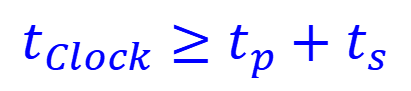 t_Clock ≥ t_p + t_s